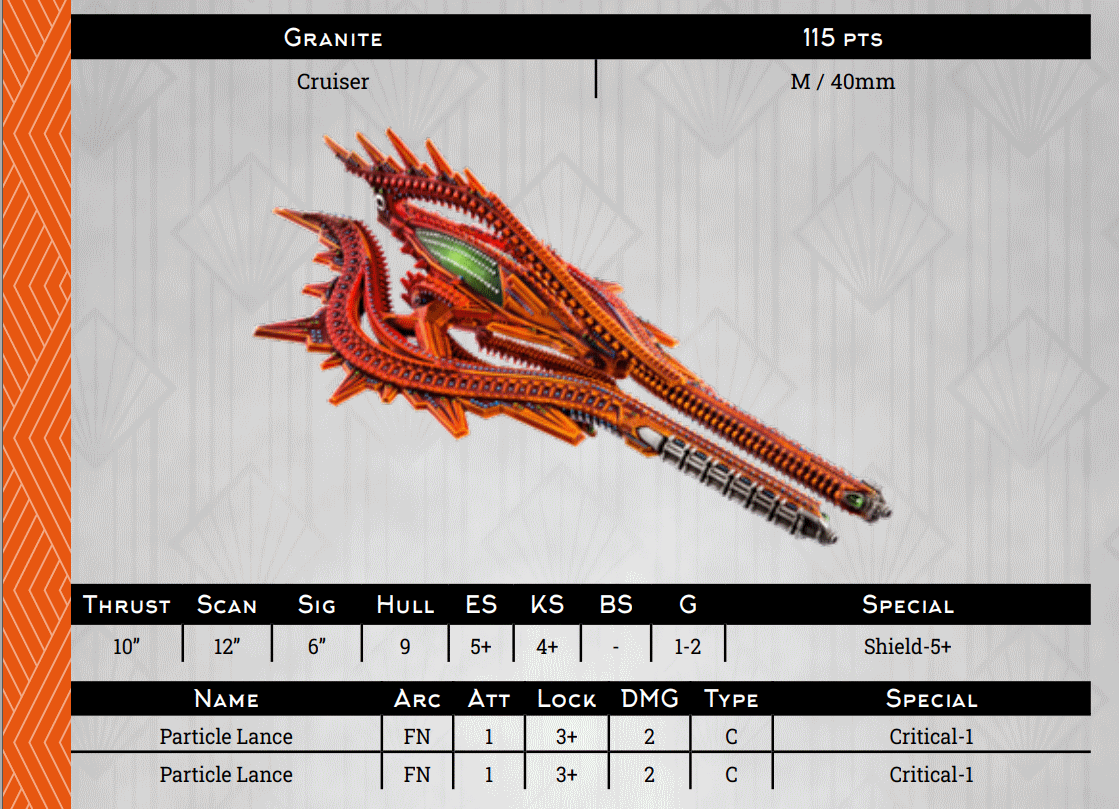 Granite 115 pts
Cruiser M / 40mm
Thrust Scan Sig Hull ES KS BS G Special
10” 12” 6” 9 5+ 4+ - 1-2 Shield-5+
Name Arc Att Lock DMG Type Special
Particle Lance FN 1 3+ 2 C Critical-1
Particle Lance FN 1 3+ 2 C Critical-1